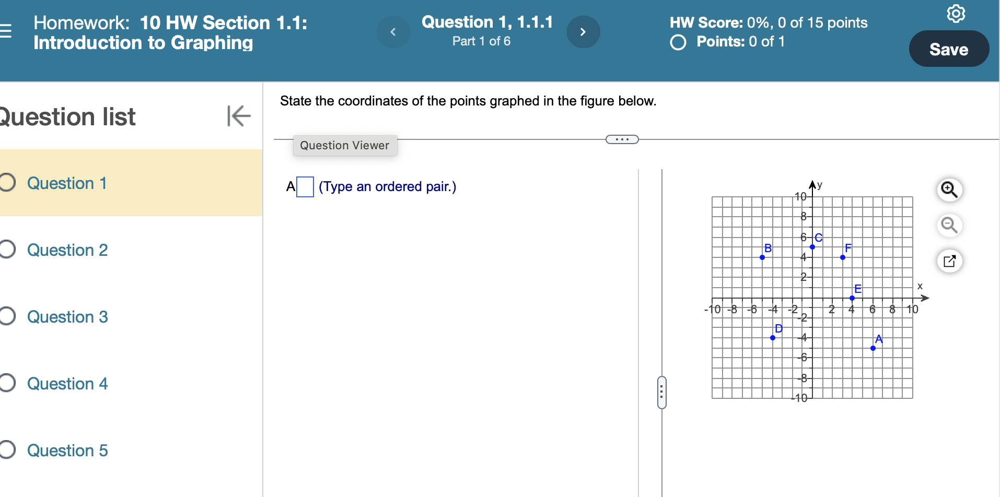 Homework: 10 HW Section 1.1:
Introduction to Graphing
Question 1, 1.1.1
Part 1 of 6
HW Score: 0%, 0 of 15 points
Points: 0 of 1
Save
Question list
Question 1
Question 2
Question 3
Question 4
Question 5
State the coordinates of the points graphed in the figure below.
Question Viewer
A (Type an ordered pair.)
y
10
8
6
C
B
F
4
2
E
x
-10 -8 -6 -4 -2 2 4 6 8 10
-2
D
-4
A
-6
-8
-10